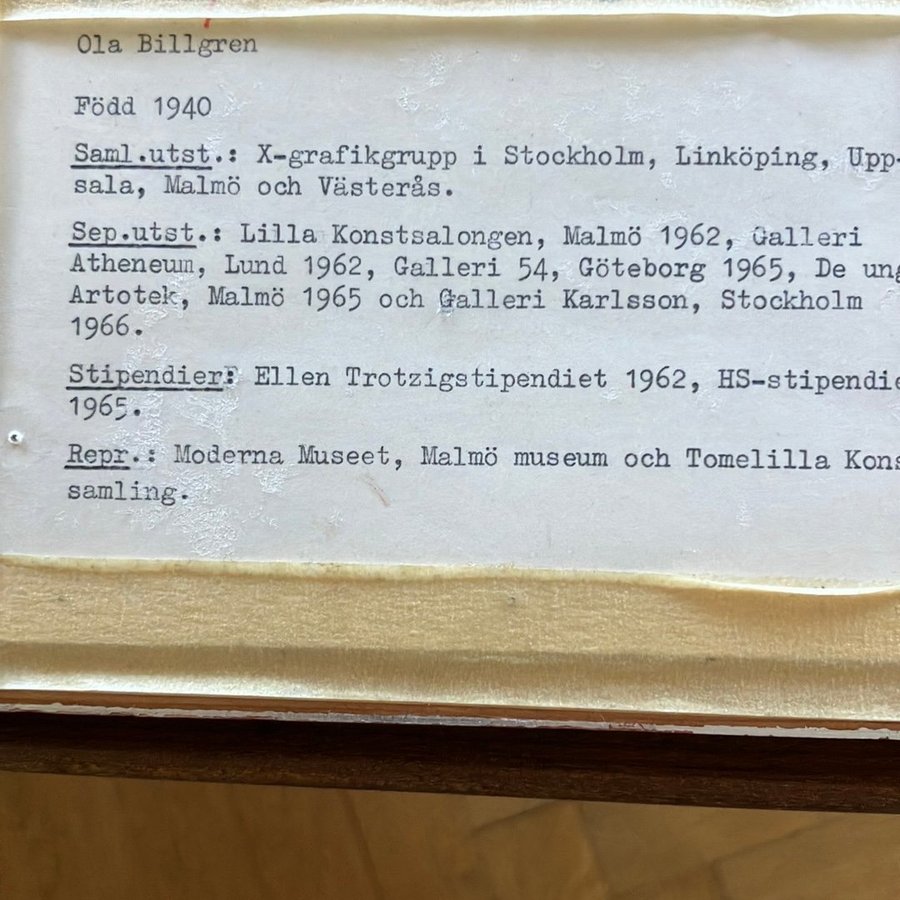 Ola Billgren
Född 1940
Saml.utst.: X-grafikgrupp i Stockholm, Linköping, Upp-
sala, Malmö och Västerås.
Sep.utst.: Lilla Konstsalongen, Malmö 1962, Galleri
Atheneum, Lund 1962, Galleri 54, Göteborg 1965, De ung
Artotek, Malmö 1965 och Galleri Karlsson, Stockholm
1966.
Stipendier: Ellen Trotzigstipendiet 1962, HS-stipendie
1965.
Repr.: Moderna Museet, Malmö museum och Tomelilla Kons
samling.